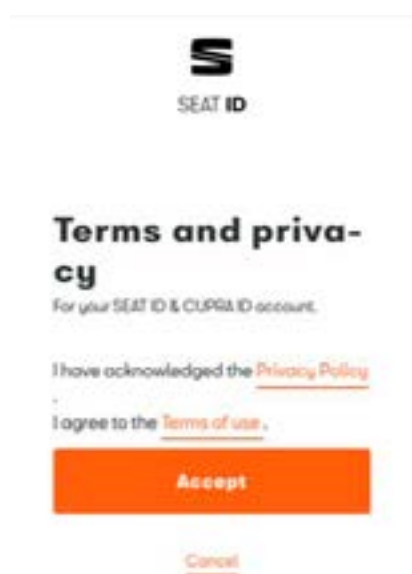 SEAT ID
Terms and priva-
cy
For your SEAT ID & CUPRA ID account.
I have acknowledged the Privacy Policy
.
I agree to the Terms of use .
Accept
Cancel